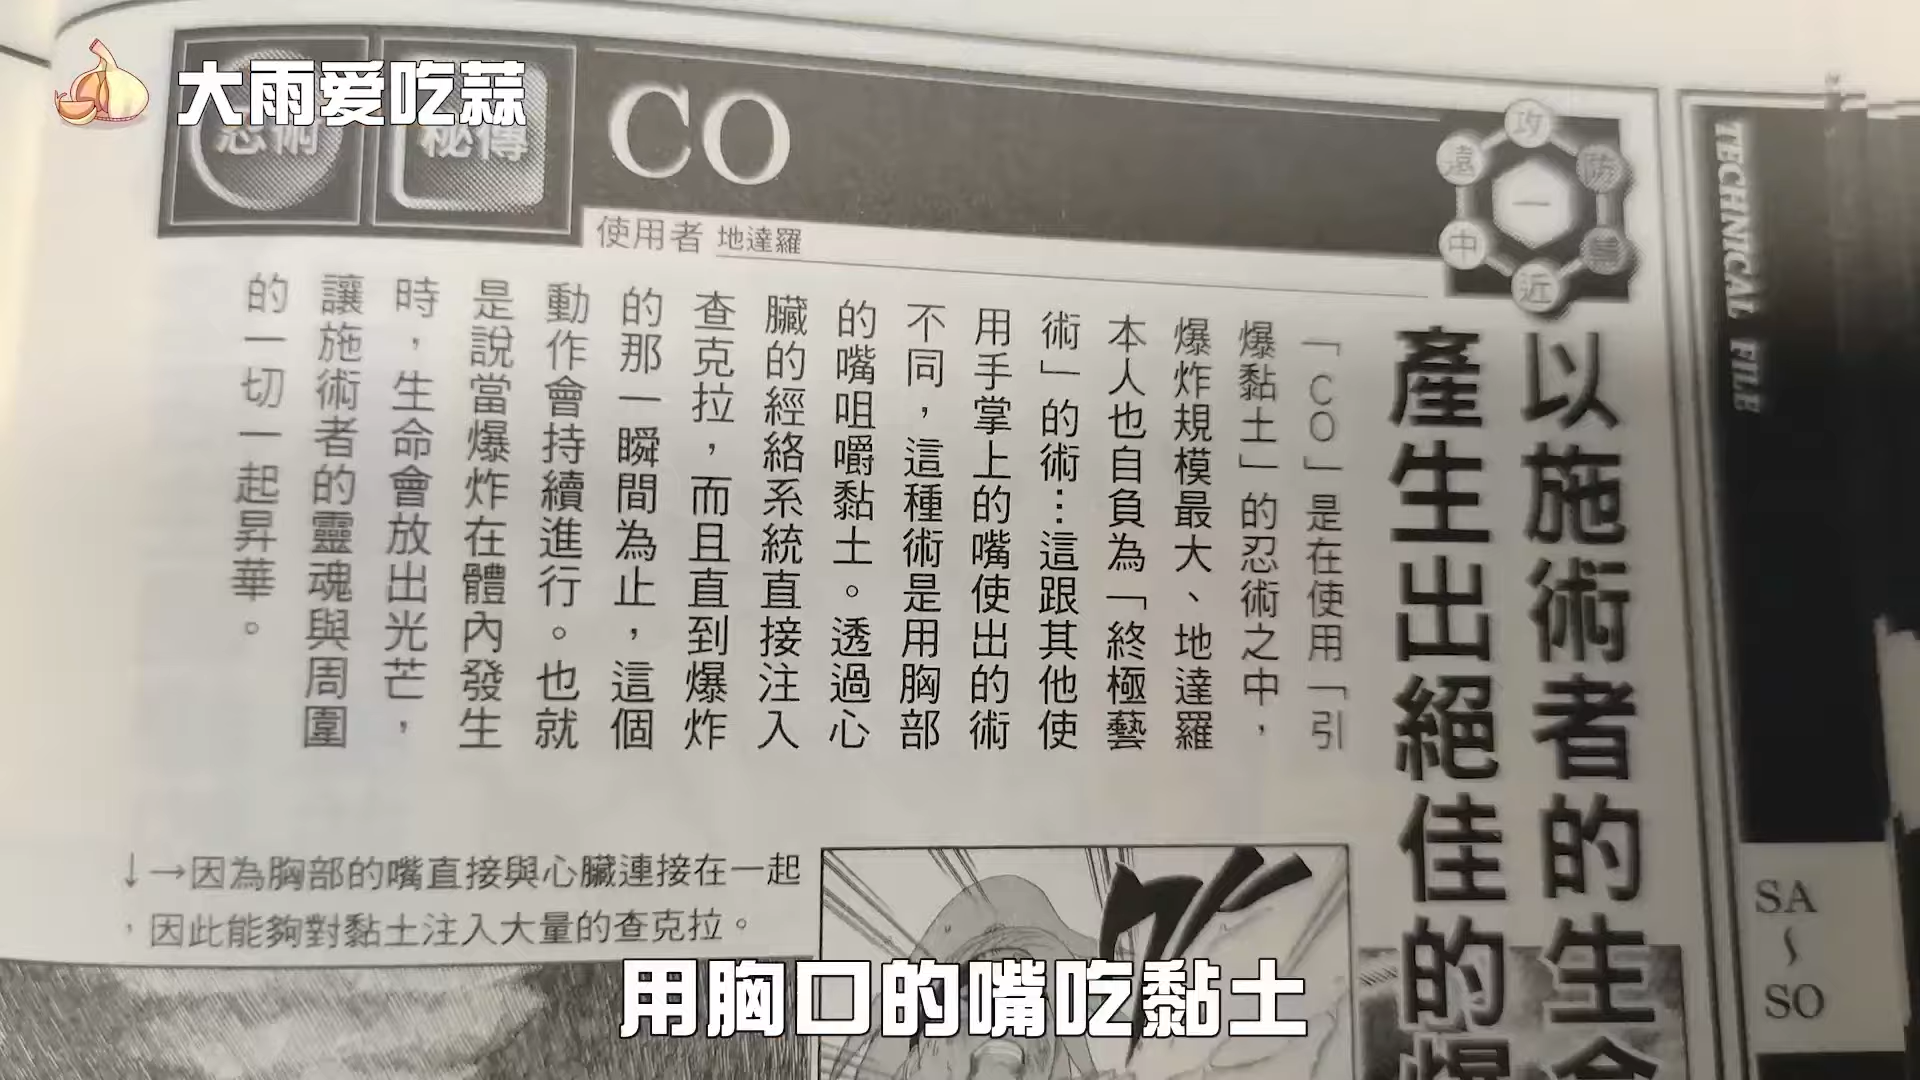 大雨爱吃蒜
忍術
秘傳
CO
使用者 地達羅
攻
防
遠
一
中
近
TECHNICAL FILE
以施術者的生命
產生出絕佳的爆
「CO」是在使用「引
爆黏土」的忍術之中，
爆炸規模最大、地達羅
本人也自負為「終極藝
術」的術…這跟其他使
用手掌上的嘴使出的術
不同，這種術是用胸部
的嘴咀嚼黏土。透過心
臟的經絡系統直接注入
查克拉，而且直到爆炸
的那一瞬間為止，這個
動作會持續進行。也就
是說當爆炸在體內發生
時，生命會放出光芒，
讓施術者的靈魂與周圍
的一切一起昇華。
↓→因為胸部的嘴直接與心臟連接在一起
，因此能夠對黏土注入大量的查克拉。
SA
~
SO
用胸口的嘴吃黏土